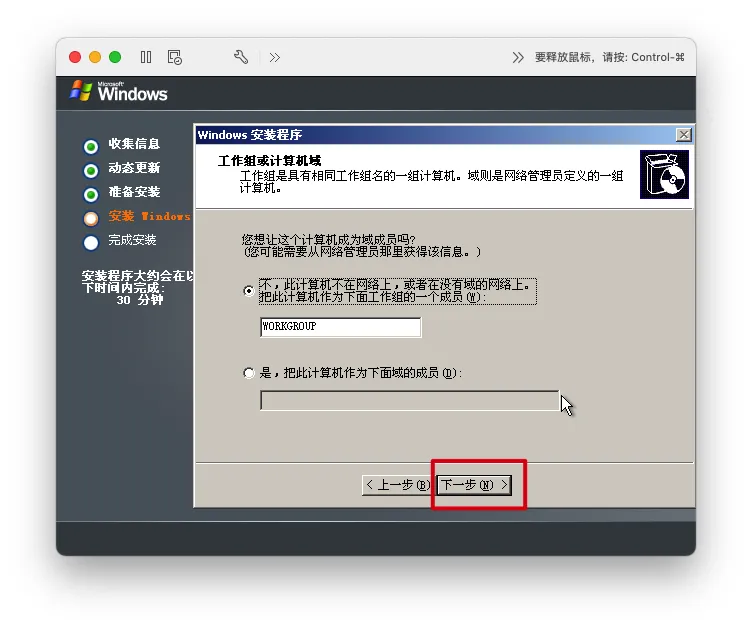 要释放鼠标，请按: Control-⌘
Microsoft
Windows
收集信息
动态更新
准备安装
安装 Windows
完成安装
安装程序大约会在以
下时间内完成:
30 分钟
Windows 安装程序
工作组或计算机域
工作组是具有相同工作组名的一组计算机。域则是网络管理员定义的一组
计算机。
您想让这个计算机成为域成员吗?
(您可能需要从网络管理员那里获得该信息。)
不，此计算机不在网络上，或者在没有域的网络上。
把此计算机作为下面工作组的一个成员(W):
WORKGROUP
是，把此计算机作为下面域的成员(D):
< 上一步(B)
下一步(N) >